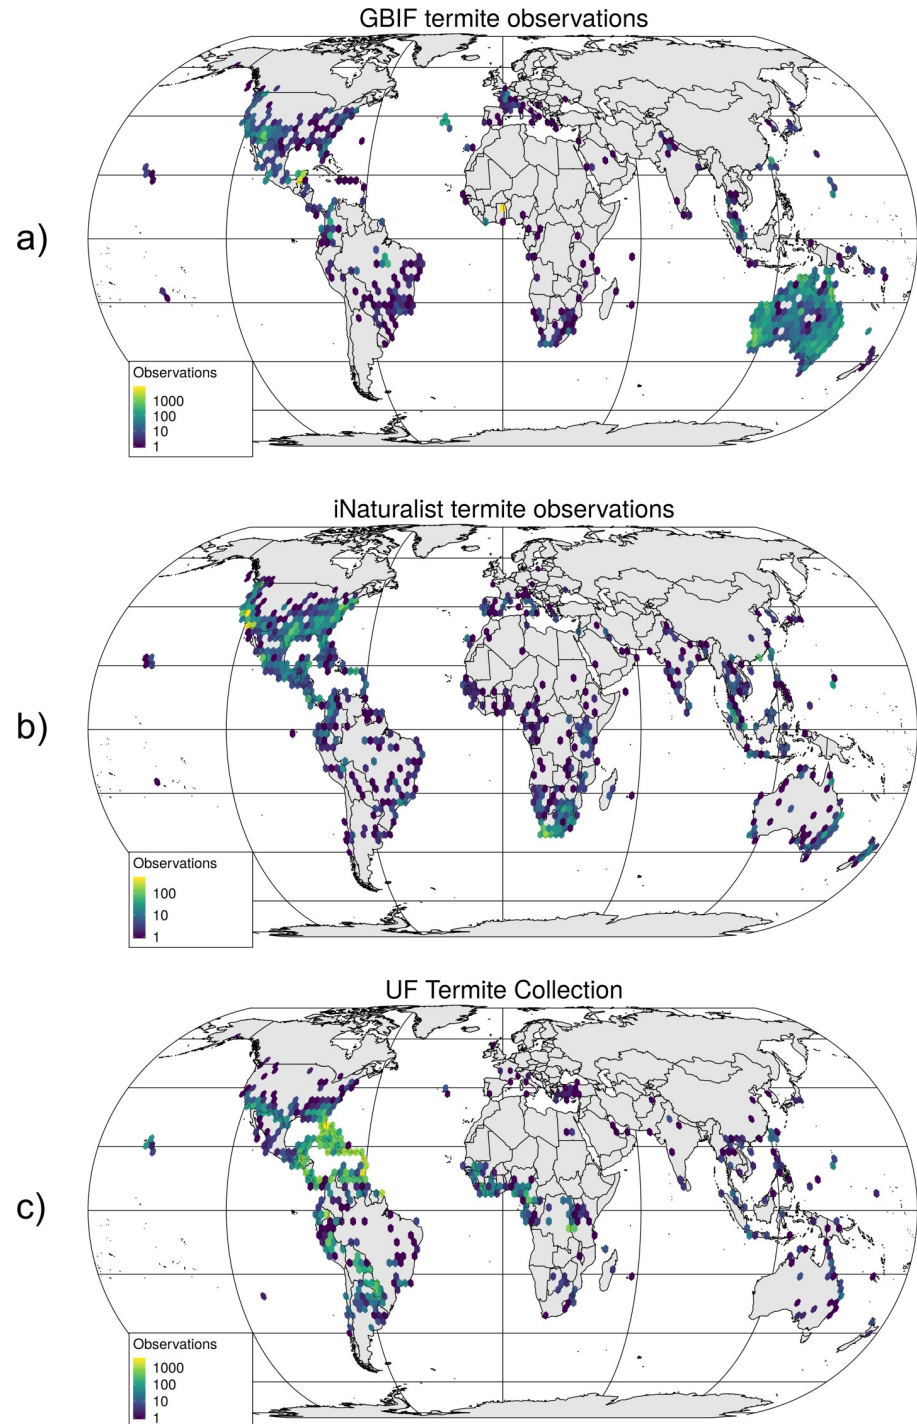 GBIF termite observations
a)
Observations
1000
100
10
1
iNaturalist termite observations
b)
Observations
100
10
1
UF Termite Collection
c)
Observations
1000
100
10
1